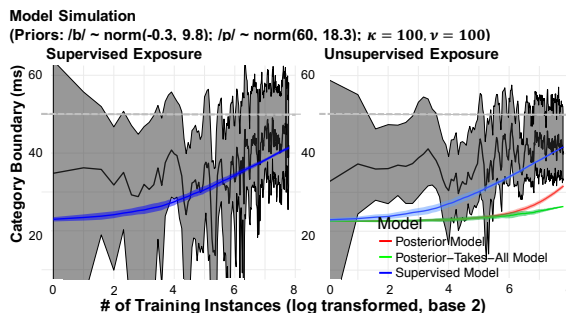 Model Simulation
(Priors: /b/ ~ norm(-0.3, 9.8); /p/ ~ norm(60, 18.3); κ = 100, ν = 100)
Supervised Exposure
Unsupervised Exposure
Category Boundary (ms)
60
40
20
60
40
20
Model
Posterior Model
Posterior-Takes-All Model
Supervised Model
0 2 4 6
0 2 4 6
# of Training Instances (log transformed, base 2)